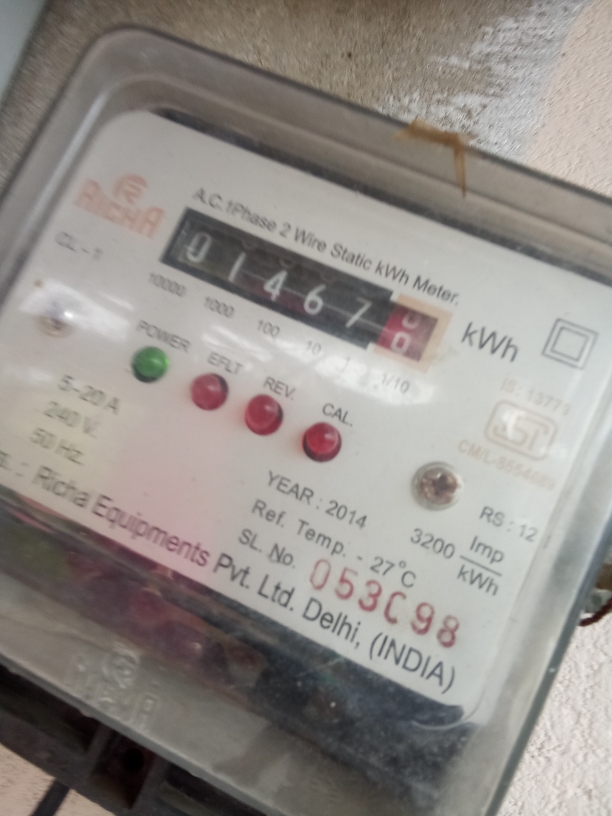 RICHA
A.C.1Phase 2 Wire Static kWh Meter.
CL-1
01467
kWh
10000 1000 100 10 1 1/10
POWER EFLT REV. CAL.
5-20 A
240 V.
50 Hz.
IS: 13779
ISI
YEAR : 2014
Ref. Temp. - 27°C
SL. No. 053C98
RS : 12
3200 Imp
kWh
Richa Equipments Pvt. Ltd. Delhi, (INDIA)